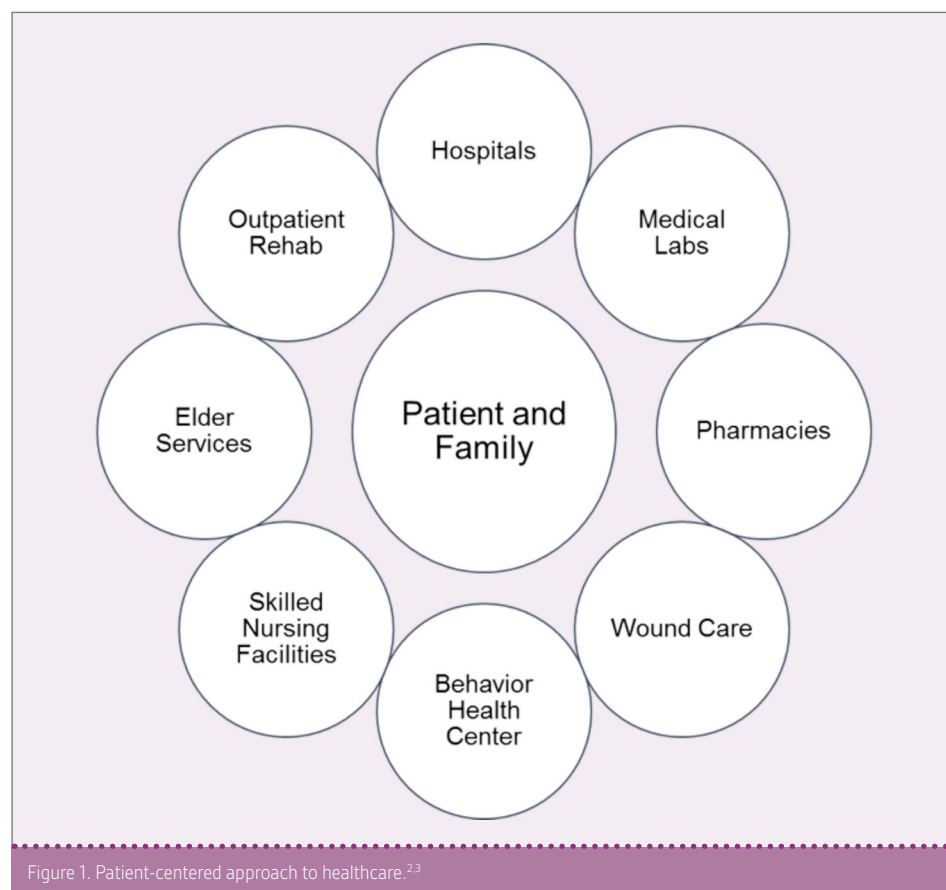 Hospitals
Medical
Labs
Pharmacies
Wound Care
Behavior
Health
Center
Skilled
Nursing
Facilities
Elder
Services
Outpatient
Rehab
Patient and
Family
Figure 1. Patient-centered approach to healthcare.2,3